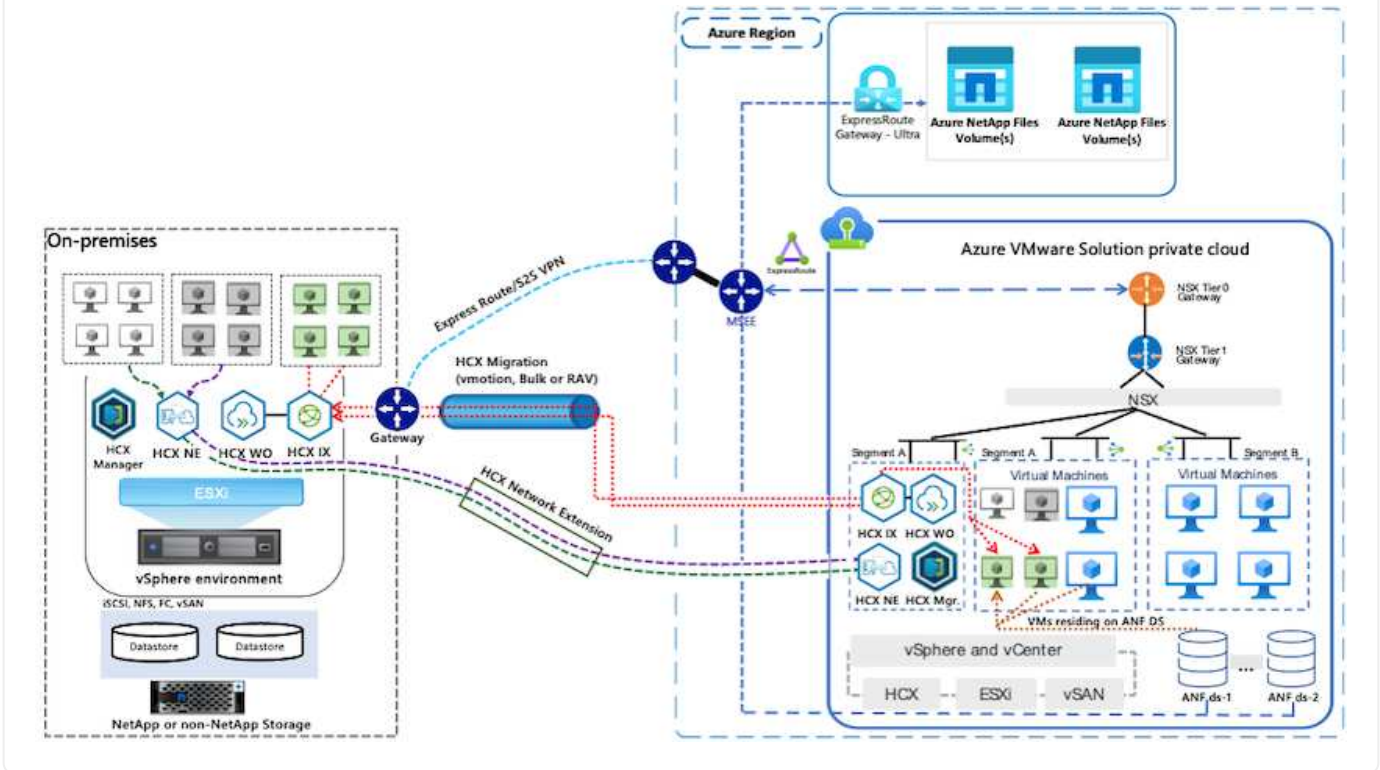 Azure Region
ExpressRoute
Gateway - Ultra
Azure NetApp Files
Volume(s)
Azure NetApp Files
Volume(s)
On-premises
Express Route/S2S VPN
ExpressRoute
MSEE
Azure VMware Solution private cloud
NSX Tier0
Gateway
NSX Tier1
Gateway
NSX
HCX Migration
(vmotion, Bulk or RAV)
Gateway
HCX
Manager
HCX NE
HCX WO
HCX IX
ESXi
vSphere environment
HCX Network Extension
Segment A
Segment A
Segment B
Virtual Machines
Virtual Machines
HCX IX
HCX WO
HCX NE
HCX Mgr.
VMs residing on ANF DS
iSCSI, NFS, FC, vSAN
Datastore
Datastore
NetApp or non-NetApp Storage
vSphere and vCenter
HCX
ESXi
vSAN
...
ANF ds-1
ANF ds-2